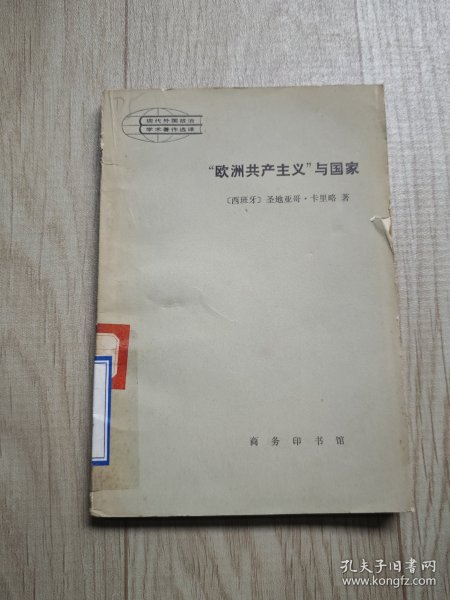 现代外国政治
学术著作选译
“欧洲共产主义”与国家
〔西班牙〕圣地亚哥·卡里略 著
商务印书馆
孔夫子旧书网
www.kongfz.com